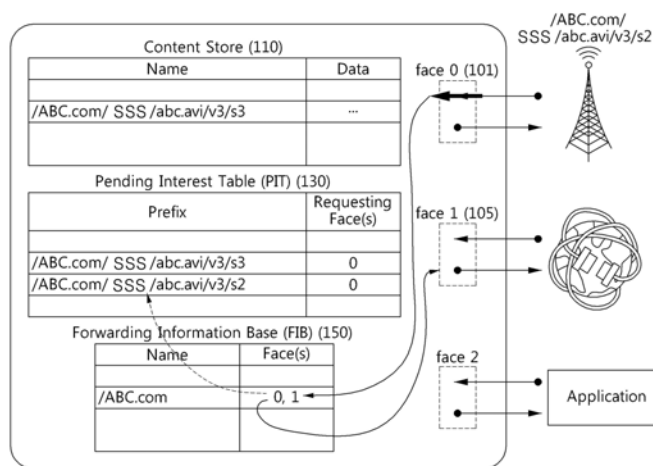 /ABC.com/
SSS /abc.avi/v3/s2
Content Store (110)
Name Data
/ABC.com/ SSS /abc.avi/v3/s3 ...
face 0 (101)
Pending Interest Table (PIT) (130)
Prefix Requesting
Face(s)
/ABC.com/ SSS /abc.avi/v3/s3 0
/ABC.com/ SSS /abc.avi/v3/s2 0
face 1 (105)
Forwarding Information Base (FIB) (150)
Name Face(s)
/ABC.com 0, 1
face 2
Application